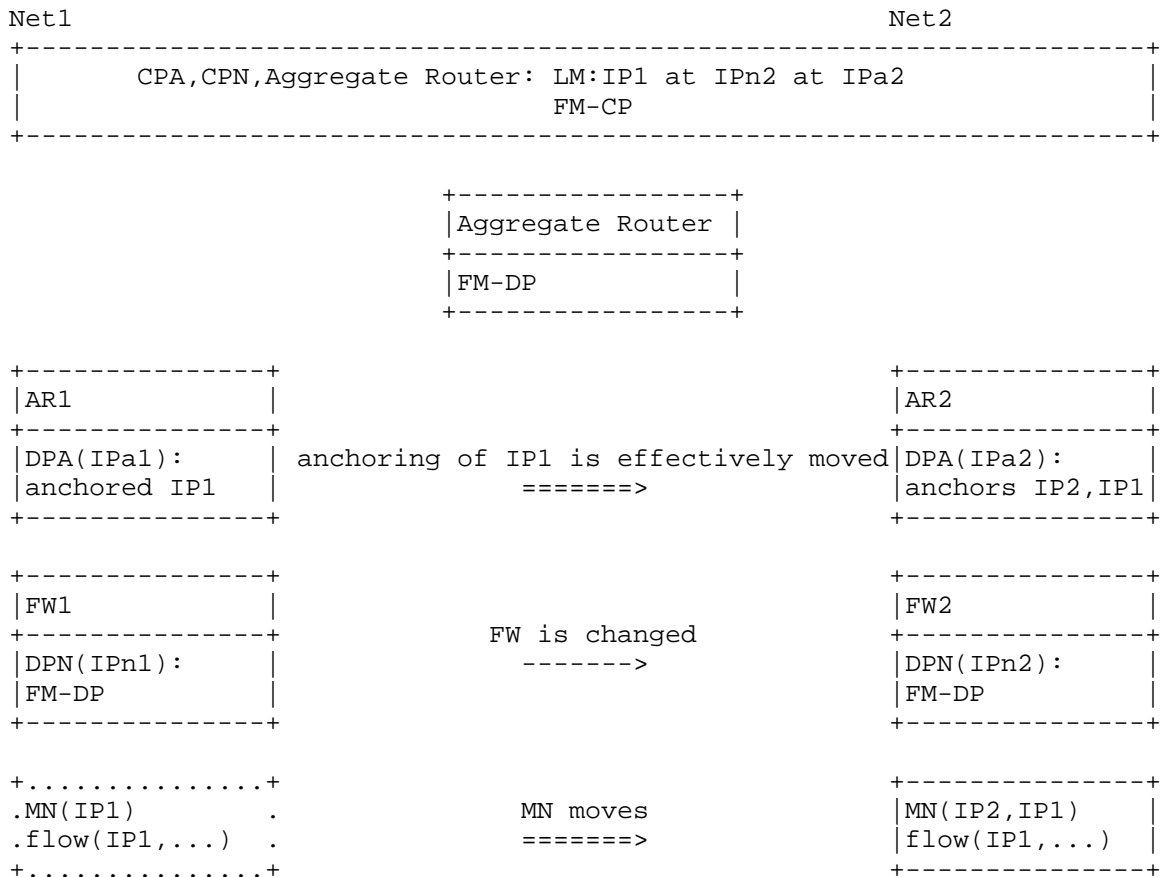 Net1 Net2
CPA,CPN,Aggregate Router: LM:IP1 at IPn2 at IPa2
FM-CP
Aggregate Router
FM-DP
AR1 AR2
DPA(IPa1): anchoring of IP1 is effectively moved DPA(IPa2):
anchored IP1 =======> anchors IP2,IP1
FW1 FW2
FW is changed
DPN(IPn1): -------> DPN(IPn2):
FM-DP FM-DP
MN(IP1) MN moves MN(IP2,IP1)
flow(IP1,...) =======> flow(IP1,...)